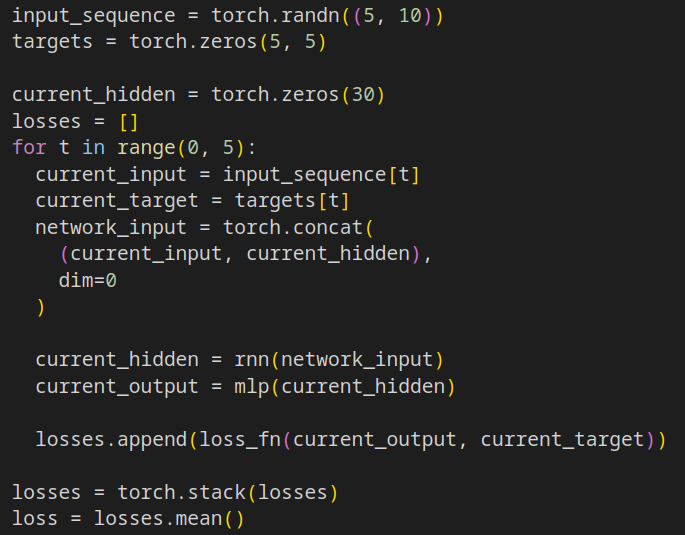 input_sequence = torch.randn((5, 10))
targets = torch.zeros(5, 5)

current_hidden = torch.zeros(30)
losses = []
for t in range(0, 5):
  current_input = input_sequence[t]
  current_target = targets[t]
  network_input = torch.concat(
    (current_input, current_hidden),
    dim=0
  )

  current_hidden = rnn(network_input)
  current_output = mlp(current_hidden)

  losses.append(loss_fn(current_output, current_target))

losses = torch.stack(losses)
loss = losses.mean()